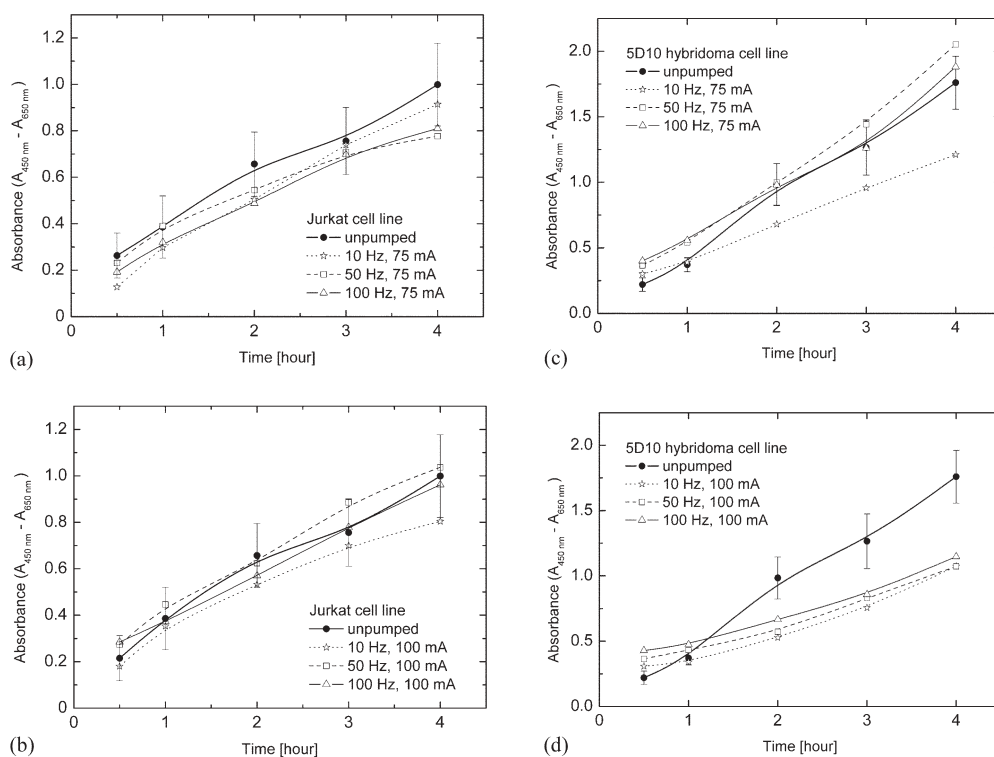 1.2
1.0
0.8
0.6
0.4
0.2
0
Absorbance (A450 nm - A650 nm)
Jurkat cell line
unpumped
10 Hz, 75 mA
50 Hz, 75 mA
100 Hz, 75 mA
0 1 2 3 4
Time [hour]
(a)
2.0
1.5
1.0
0.5
0.0
Absorbance (A450 nm - A650 nm)
5D10 hybridoma cell line
unpumped
10 Hz, 75 mA
50 Hz, 75 mA
100 Hz, 75 mA
0 1 2 3 4
Time [hour]
(c)
1.2
1.0
0.8
0.6
0.4
0.2
0
Absorbance (A450 nm - A650 nm)
Jurkat cell line
unpumped
10 Hz, 100 mA
50 Hz, 100 mA
100 Hz, 100 mA
0 1 2 3 4
Time [hour]
(b)
2.0
1.5
1.0
0.5
0.0
Absorbance (A450 nm - A650 nm)
5D10 hybridoma cell line
unpumped
10 Hz, 100 mA
50 Hz, 100 mA
100 Hz, 100 mA
0 1 2 3 4
Time [hour]
(d)